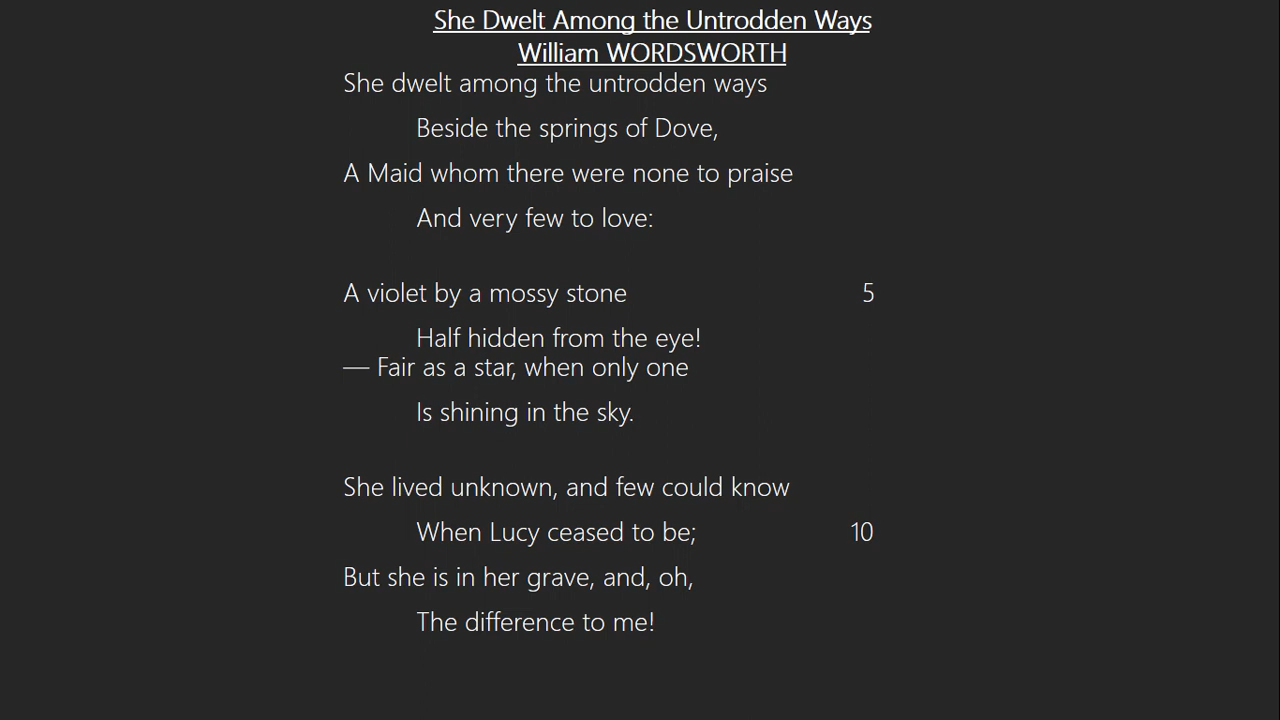 She Dwelt Among the Untrodden Ways
William WORDSWORTH
She dwelt among the untrodden ways
Beside the springs of Dove,
A Maid whom there were none to praise
And very few to love:
A violet by a mossy stone 5
Half hidden from the eye!
— Fair as a star, when only one
Is shining in the sky.
She lived unknown, and few could know
When Lucy ceased to be; 10
But she is in her grave, and, oh,
The difference to me!